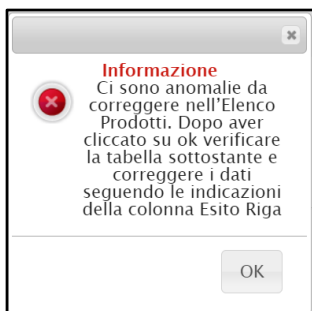 Informazione
Ci sono anomalie da
correggere nell'Elenco
Prodotti. Dopo aver
cliccato su ok verificare
la tabella sottostante e
correggere i dati
seguendo le indicazioni
della colonna Esito Riga
OK